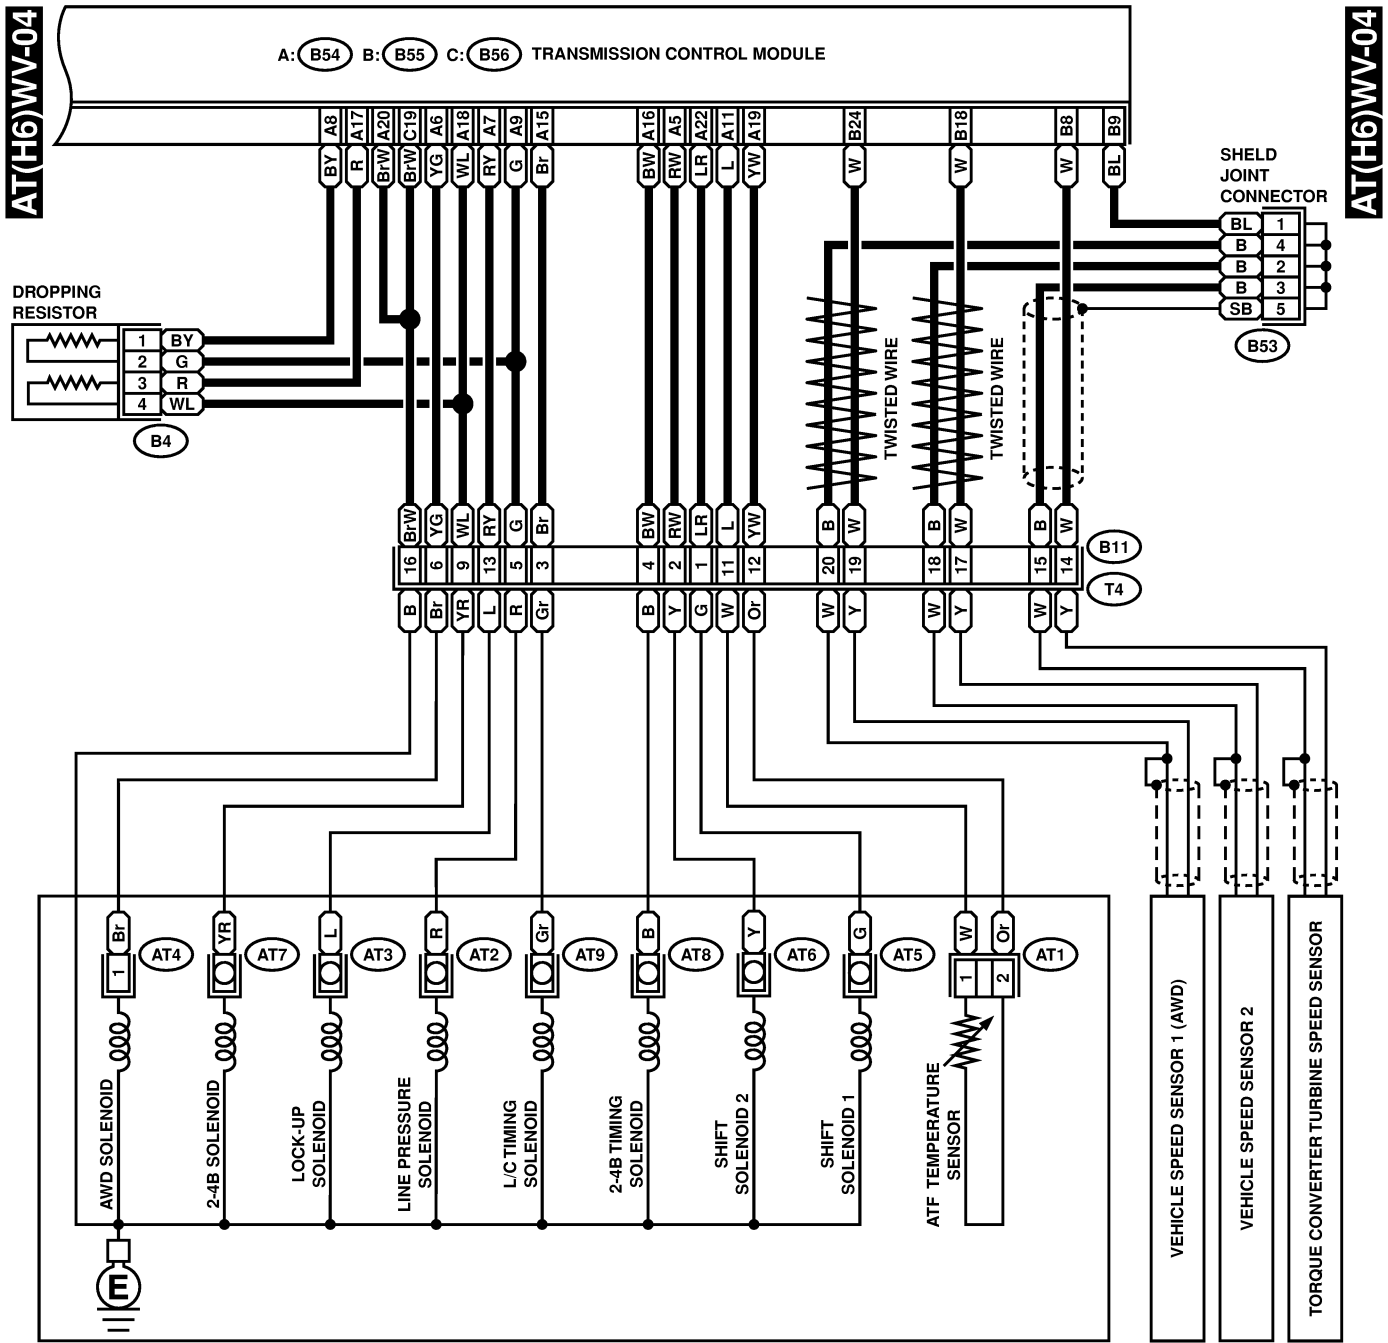 AT(H6)WV-04
AT(H6)WV-04
A: B54 B: B55 C: B56 TRANSMISSION CONTROL MODULE
A8 A17 A20 C19 A6 A18 A7 A9 A15 A16 A5 A22 A11 A19 B24 B18 B8 B9
BY R BrW BrW YG WL RY G Br BW RW LR L YW W W W BL
SHELD
JOINT
CONNECTOR
BL 1
B 4
B 2
B 3
SB 5
B53
DROPPING
RESISTOR
1 BY
2 G
3 R
4 WL
B4
TWISTED WIRE
TWISTED WIRE
BrW YG WL RY G Br BW RW LR L YW B W B W B W
B11
16 6 9 13 5 3 4 2 1 11 12 20 19 18 17 15 14
T4
B Br YR L R Gr B Y G W Or W Y W Y W Y
Br YR L R Gr B Y G W Or
AT4 AT7 AT3 AT2 AT9 AT8 AT6 AT5 AT1
1 1 2
AWD SOLENOID
2-4B SOLENOID
LOCK-UP
SOLENOID
LINE PRESSURE
SOLENOID
L/C TIMING
SOLENOID
2-4B TIMING
SOLENOID
SHIFT
SOLENOID 2
SHIFT
SOLENOID 1
ATF TEMPERATURE
SENSOR
VEHICLE SPEED SENSOR 1 (AWD)
VEHICLE SPEED SENSOR 2
TORQUE CONVERTER TURBINE SPEED SENSOR
E